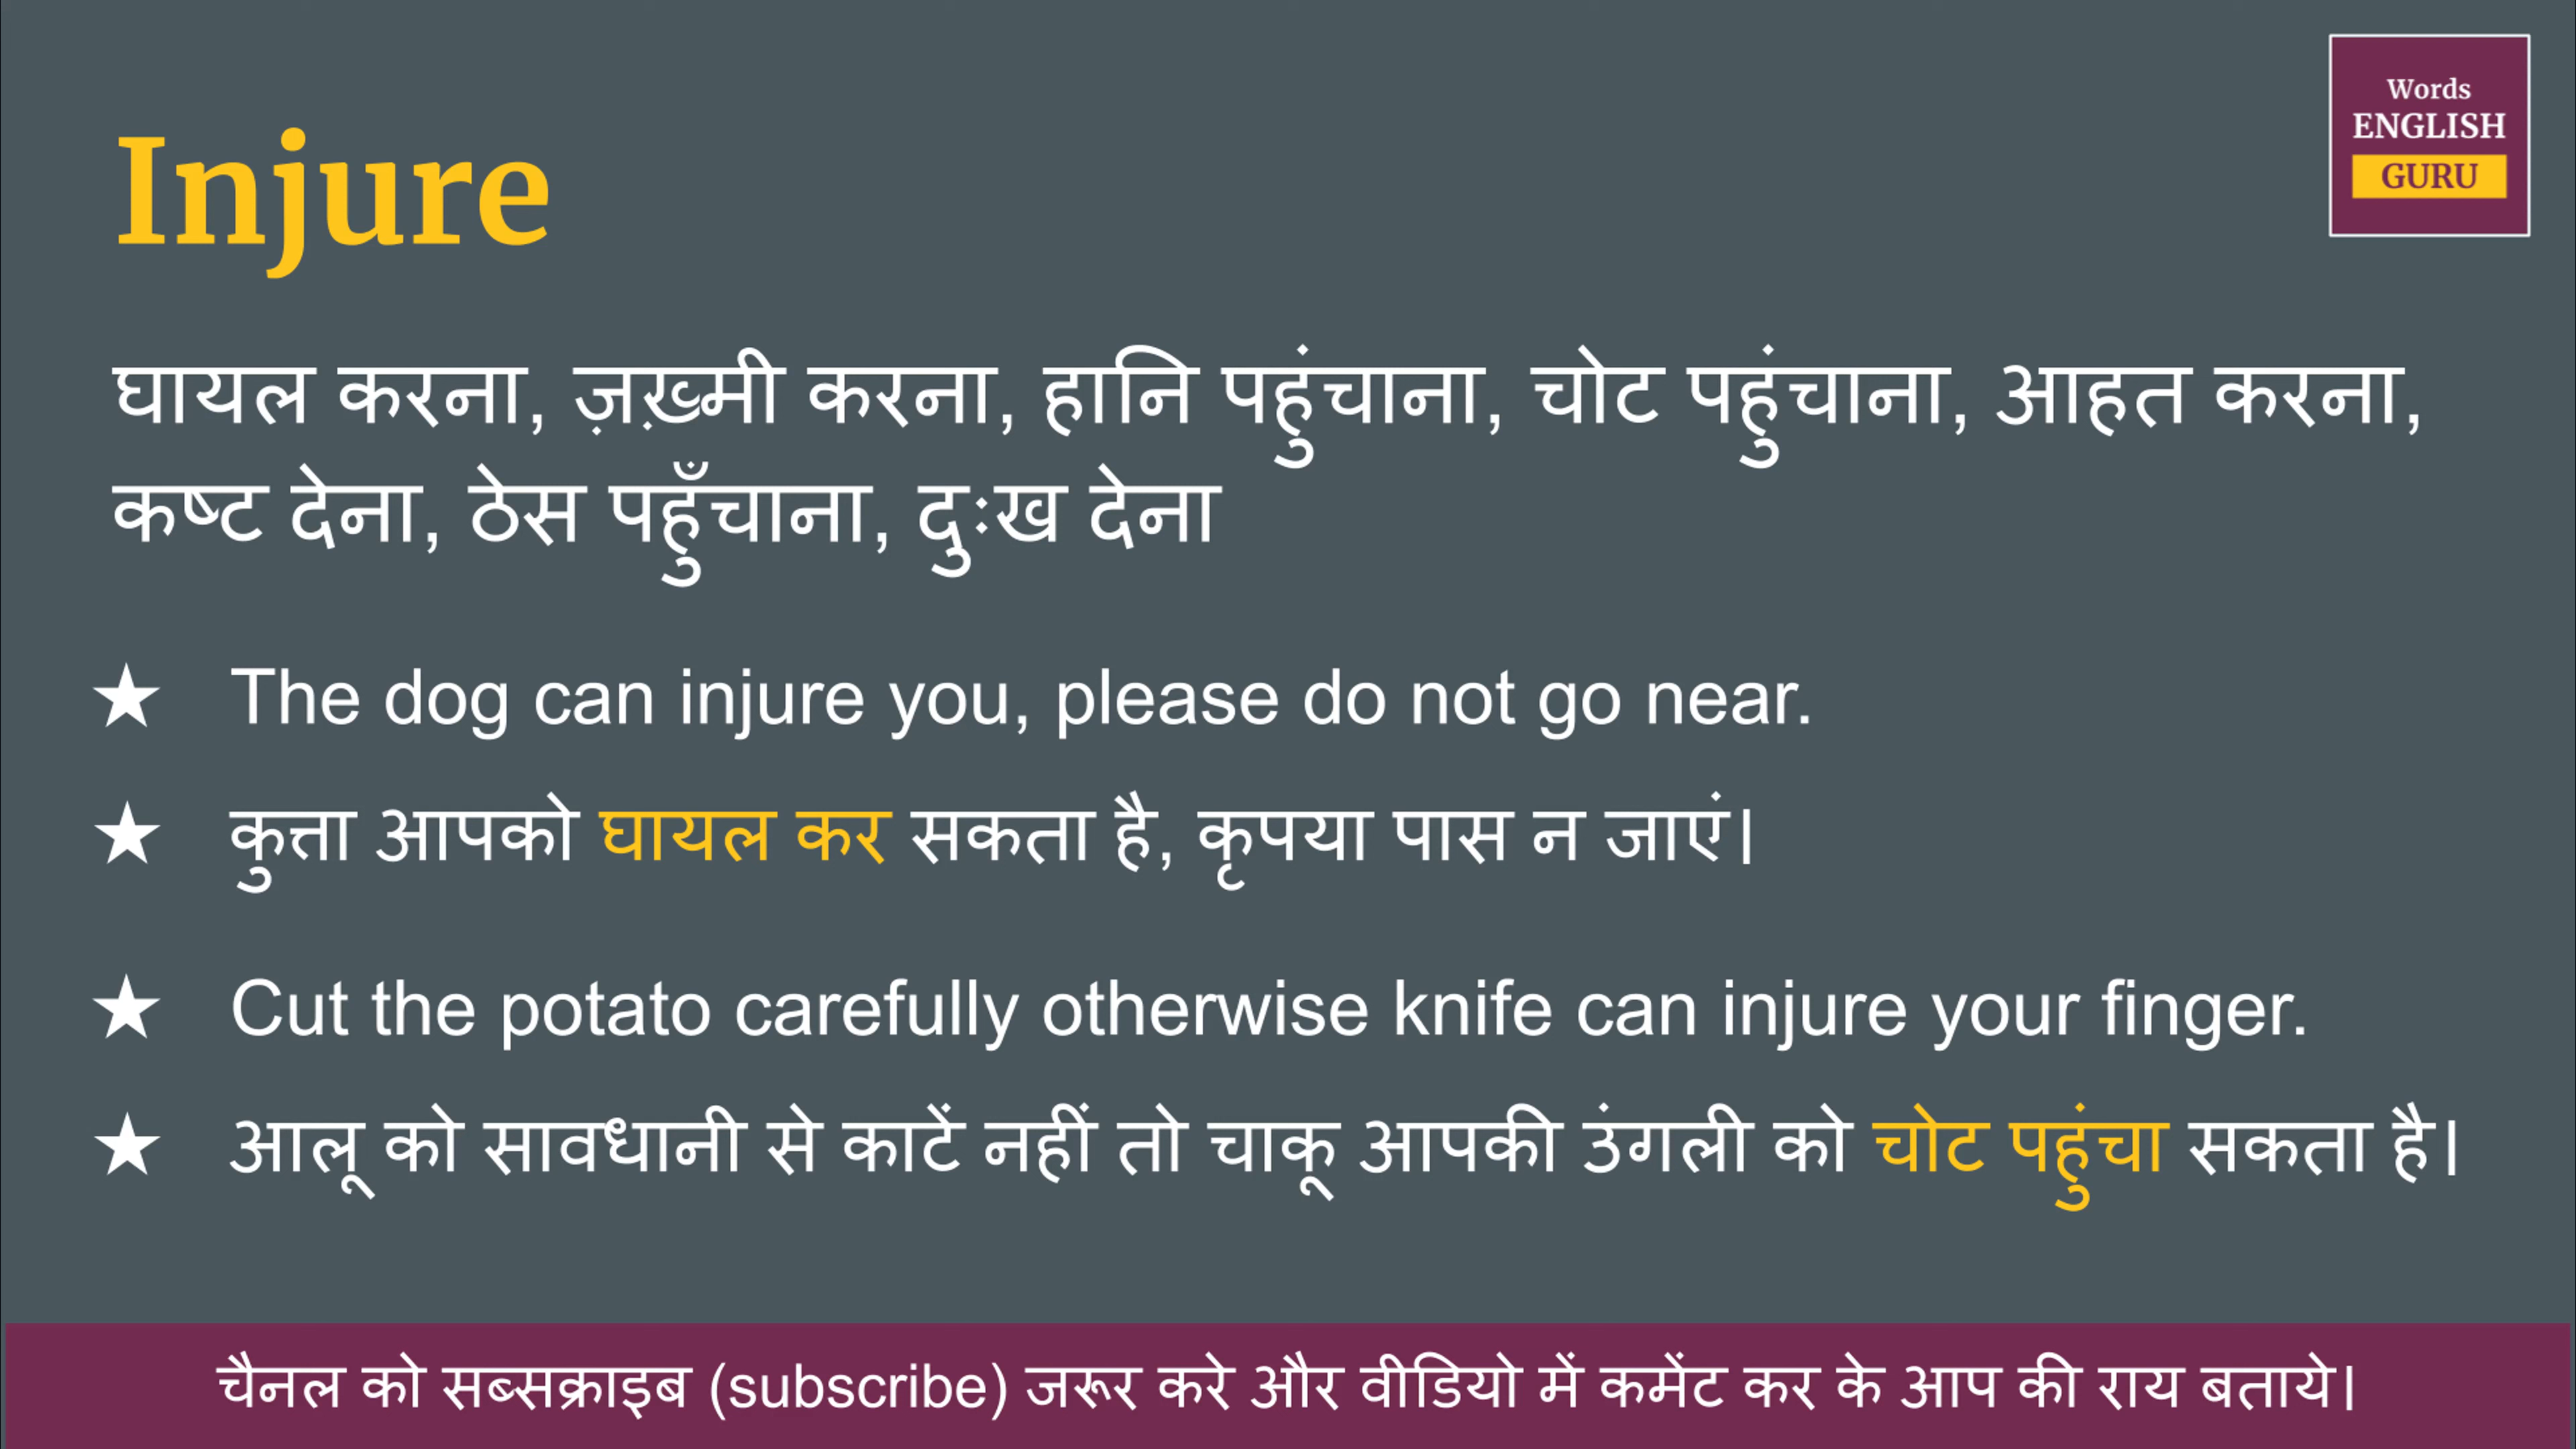 Words
ENGLISH
GURU
Injure
घायल करना, ज़ख़्मी करना, हानि पहुंचाना, चोट पहुंचाना, आहत करना,
कष्ट देना, ठेस पहुँचाना, दुःख देना
★ The dog can injure you, please do not go near.
★ कुत्ता आपको घायल कर सकता है, कृपया पास न जाएं।
★ Cut the potato carefully otherwise knife can injure your finger.
★ आलू को सावधानी से काटें नहीं तो चाकू आपकी उंगली को चोट पहुंचा सकता है।
चैनल को सब्सक्राइब (subscribe) जरूर करे और वीडियो में कमेंट कर के आप की राय बताये।